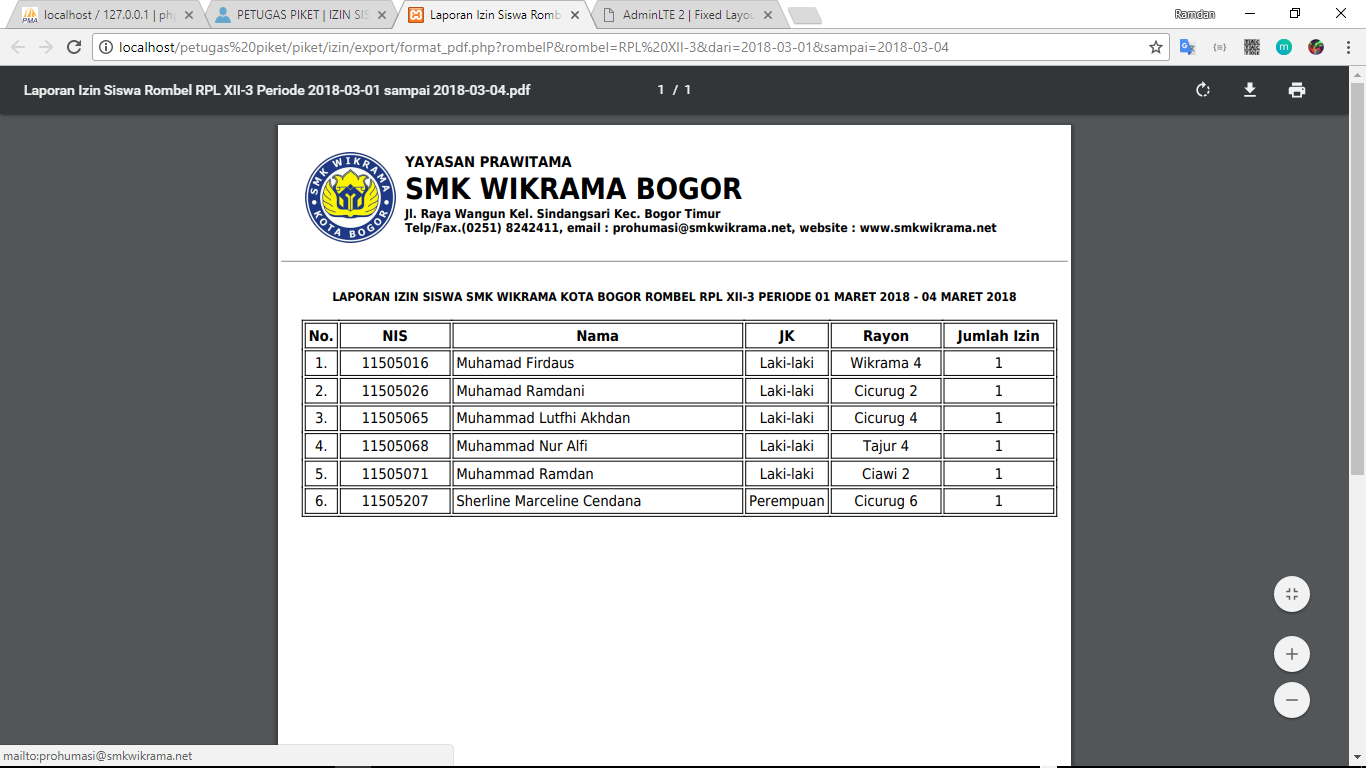 localhost / 127.0.0.1 | ph
PETUGAS PIKET | IZIN SIS
Laporan Izin Siswa Romb
AdminLTE 2 | Fixed Layou
Ramdan
localhost/petugas%20piket/piket/izin/export/format_pdf.php?rombelP&rombel=RPL%20XII-3&dari=2018-03-01&sampai=2018-03-04
Laporan Izin Siswa Rombel RPL XII-3 Periode 2018-03-01 sampai 2018-03-04.pdf 1 / 1
SMK WIKRAMA
KOTA BOGOR
YAYASAN PRAWITAMA
SMK WIKRAMA BOGOR
Jl. Raya Wangun Kel. Sindangsari Kec. Bogor Timur
Telp/Fax.(0251) 8242411, email : prohumasi@smkwikrama.net, website : www.smkwikrama.net
LAPORAN IZIN SISWA SMK WIKRAMA KOTA BOGOR ROMBEL RPL XII-3 PERIODE 01 MARET 2018 - 04 MARET 2018
No. NIS Nama JK Rayon Jumlah Izin
1. 11505016 Muhamad Firdaus Laki-laki Wikrama 4 1
2. 11505026 Muhamad Ramdani Laki-laki Cicurug 2 1
3. 11505065 Muhammad Lutfhi Akhdan Laki-laki Cicurug 4 1
4. 11505068 Muhammad Nur Alfi Laki-laki Tajur 4 1
5. 11505071 Muhammad Ramdan Laki-laki Ciawi 2 1
6. 11505207 Sherline Marceline Cendana Perempuan Cicurug 6 1
mailto:prohumasi@smkwikrama.net